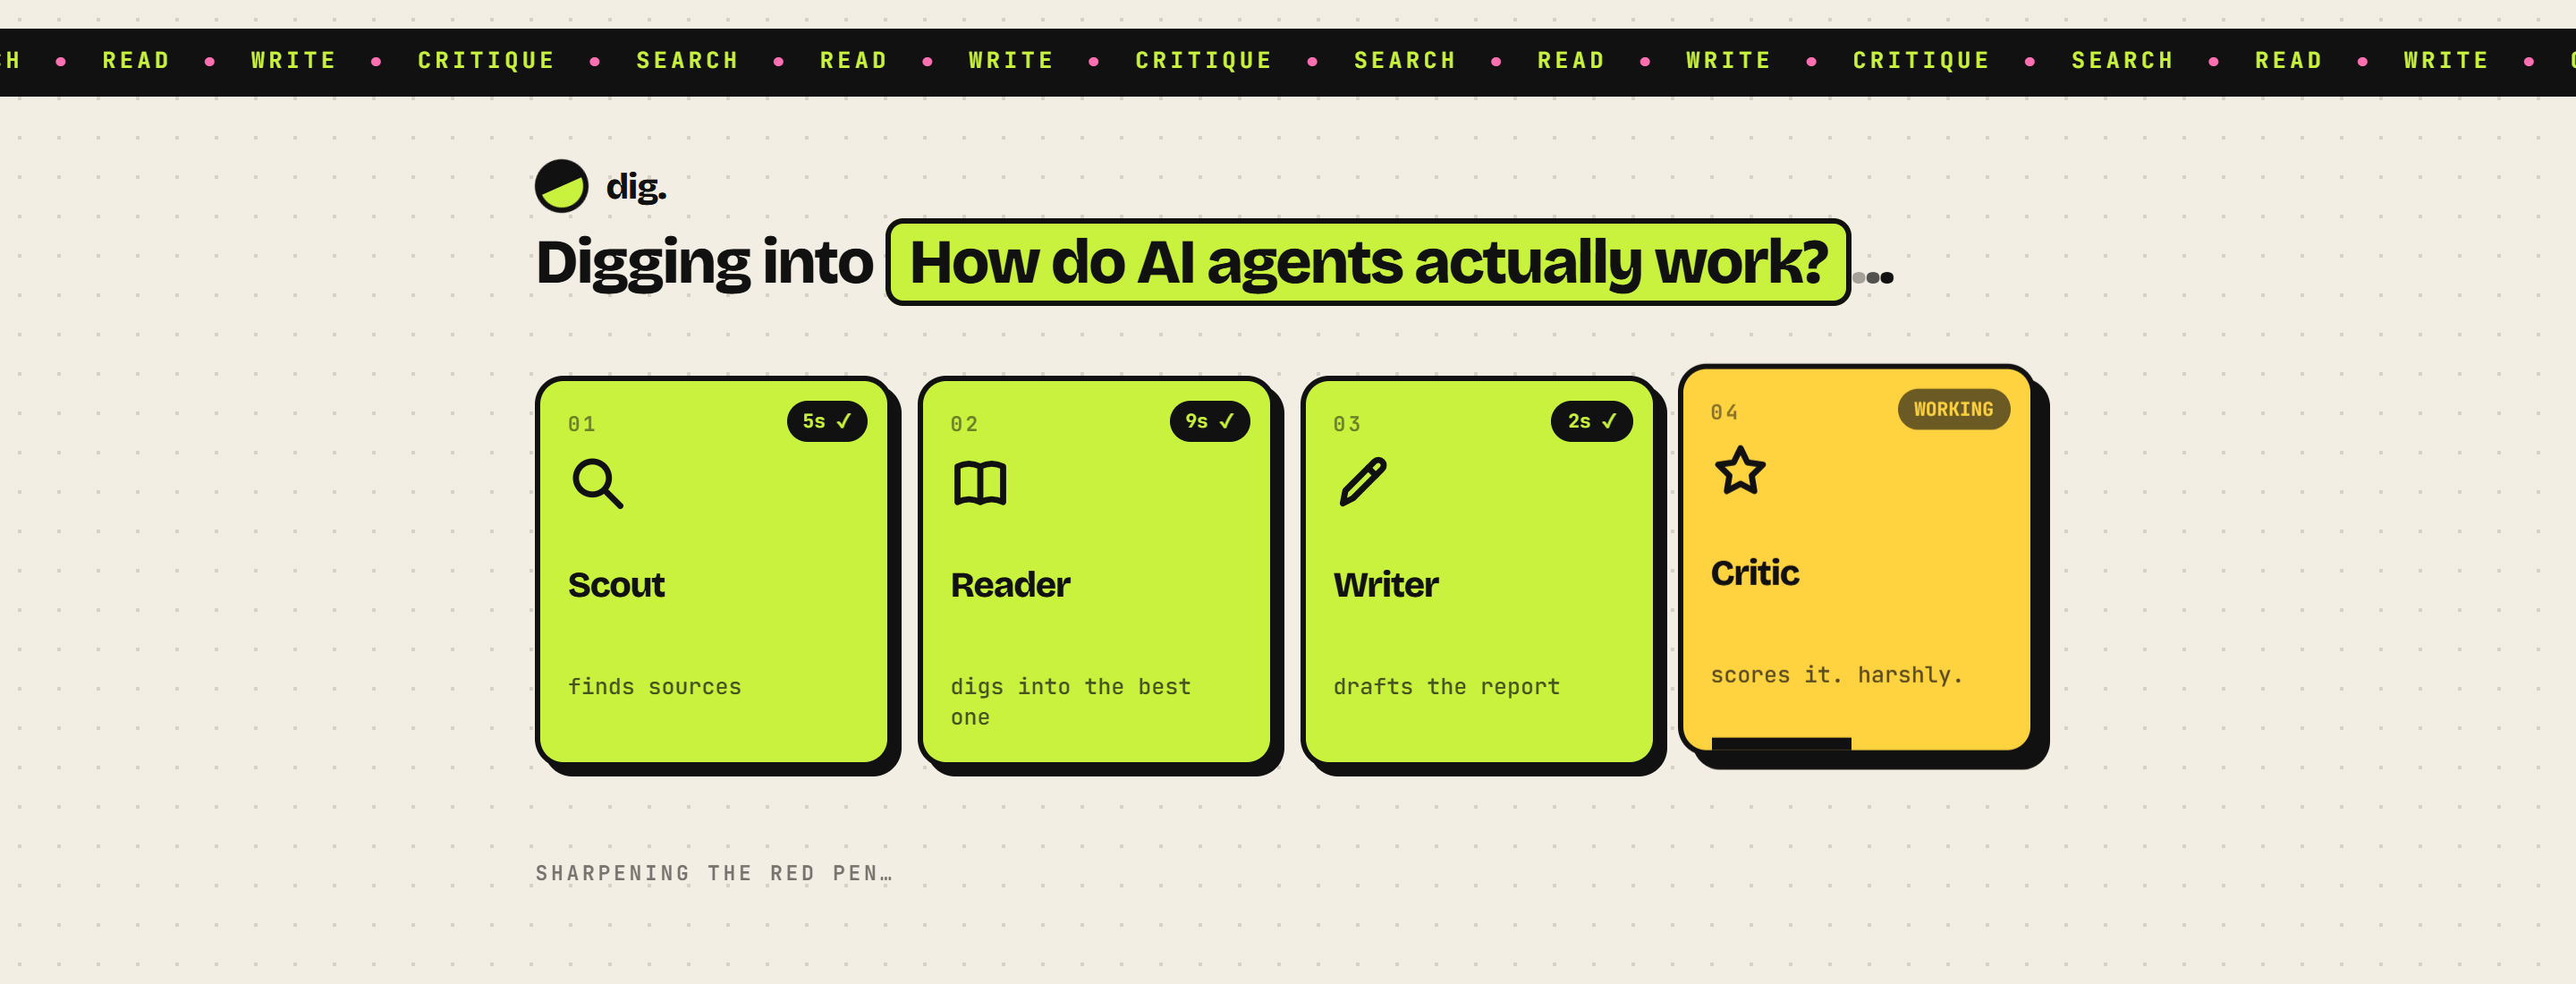 READ • WRITE • CRITIQUE • SEARCH • READ • WRITE • CRITIQUE • SEARCH • READ • WRITE • CRITIQUE • SEARCH • READ • WRITE •
dig.
Digging into How do AI agents actually work?...
01 5s ✓
Scout
finds sources
02 9s ✓
Reader
digs into the best
one
03 2s ✓
Writer
drafts the report
04 WORKING
Critic
scores it. harshly.
SHARPENING THE RED PEN…